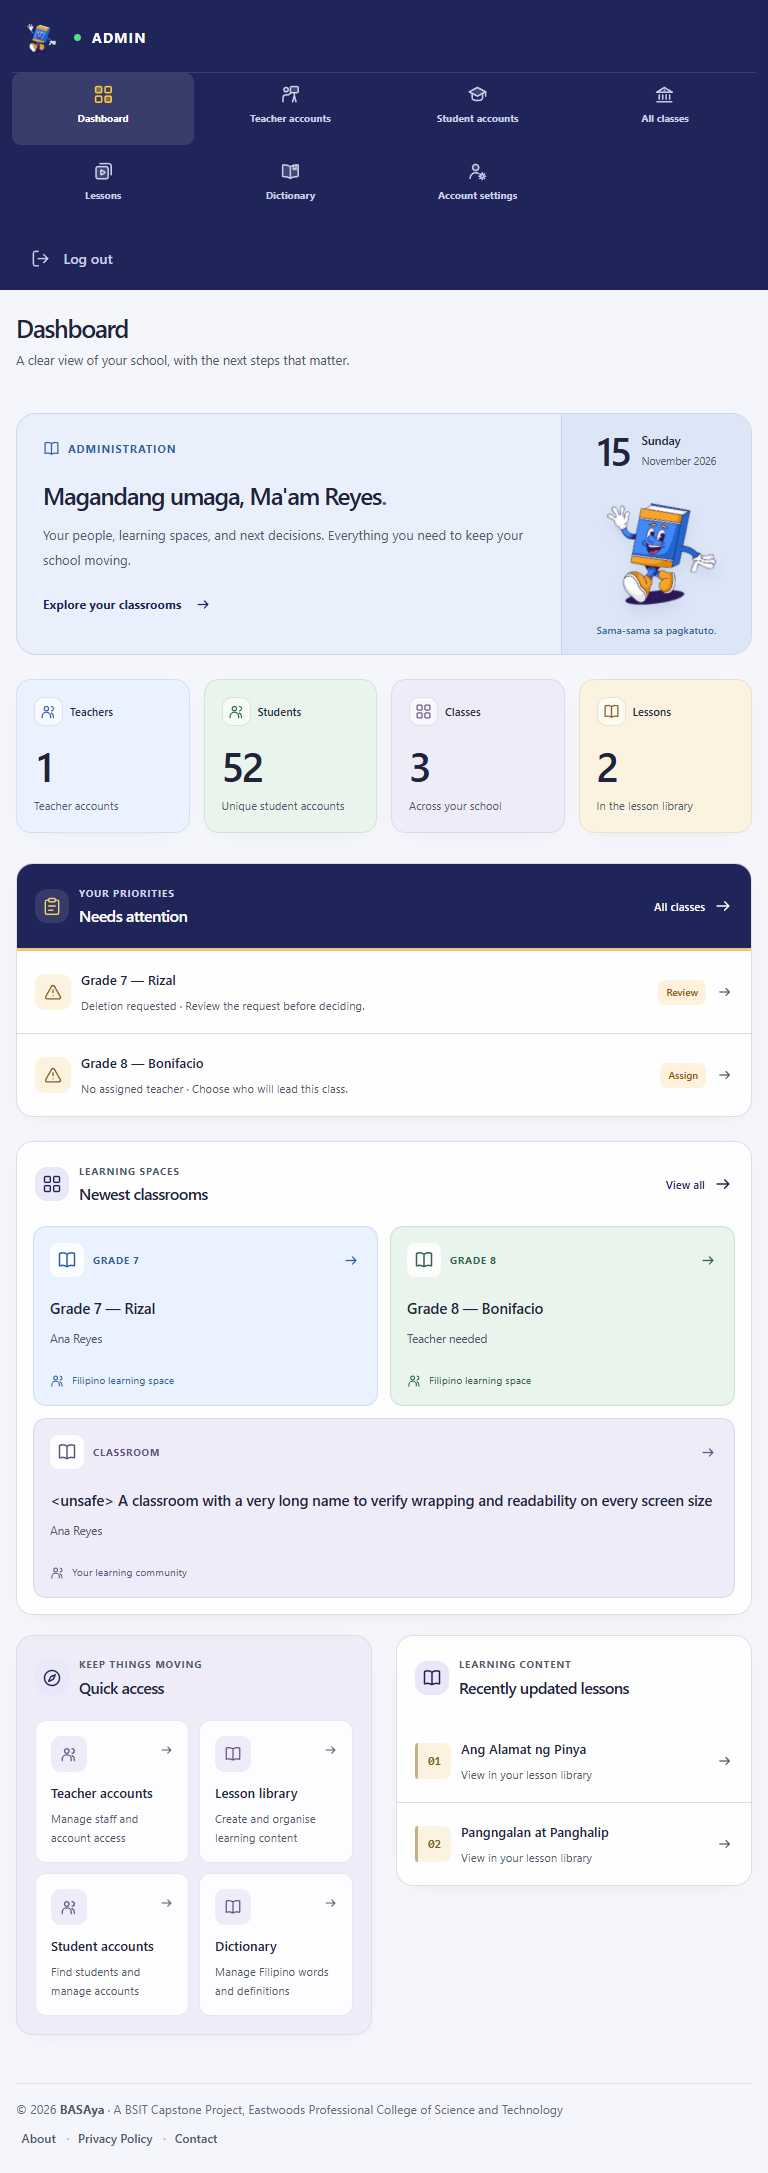 ADMIN
Dashboard
Teacher accounts
Student accounts
All classes
Lessons
Dictionary
Account settings
Log out
Dashboard
A clear view of your school, with the next steps that matter.
ADMINISTRATION
Magandang umaga, Ma'am Reyes.
Your people, learning spaces, and next decisions. Everything you need to keep your
school moving.
Explore your classrooms
15
Sunday
November 2026
Sama-sama sa pagkatuto.
Teachers
1
Teacher accounts
Students
52
Unique student accounts
Classes
3
Across your school
Lessons
2
In the lesson library
YOUR PRIORITIES
Needs attention
All classes
Grade 7 — Rizal
Deletion requested · Review the request before deciding.
Review
Grade 8 — Bonifacio
No assigned teacher · Choose who will lead this class.
Assign
LEARNING SPACES
Newest classrooms
View all
GRADE 7
Grade 7 — Rizal
Ana Reyes
Filipino learning space
GRADE 8
Grade 8 — Bonifacio
Teacher needed
Filipino learning space
CLASSROOM
<unsafe> A classroom with a very long name to verify wrapping and readability on every screen size
Ana Reyes
Your learning community
KEEP THINGS MOVING
Quick access
Teacher accounts
Manage staff and
account access
Lesson library
Create and organise
learning content
Student accounts
Find students and
manage accounts
Dictionary
Manage Filipino words
and definitions
LEARNING CONTENT
Recently updated lessons
01
Ang Alamat ng Pinya
View in your lesson library
02
Pangngalan at Panghalip
View in your lesson library
© 2026 BASAya · A BSIT Capstone Project, Eastwoods Professional College of Science and Technology
About · Privacy Policy · Contact